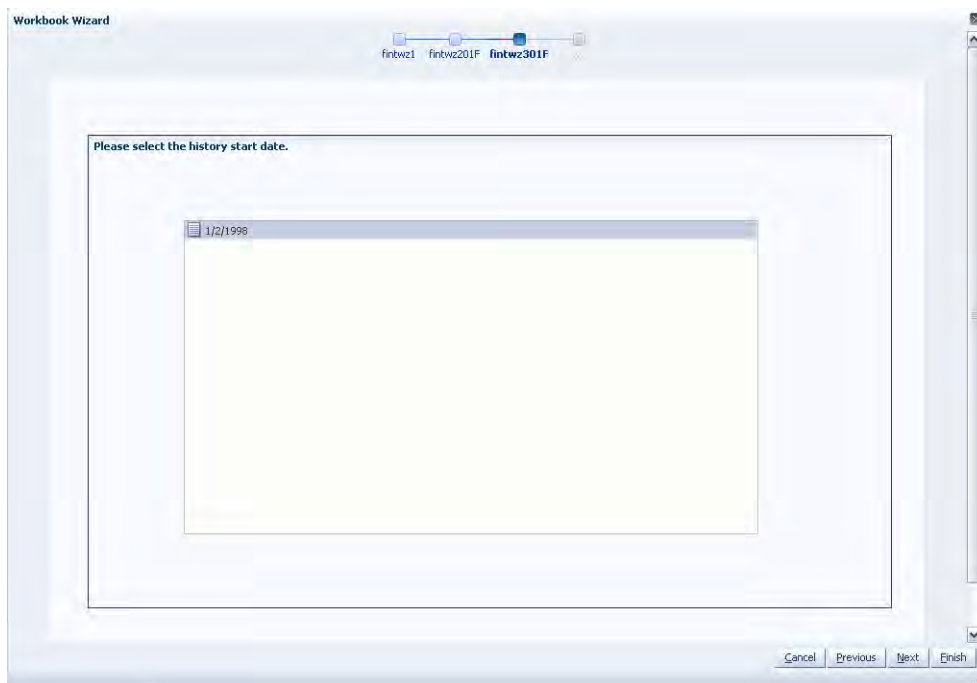 Workbook Wizard
fintwz1 fintwz201F fintwz301F
Please select the history start date.
1/2/1998
Cancel Previous Next Finish